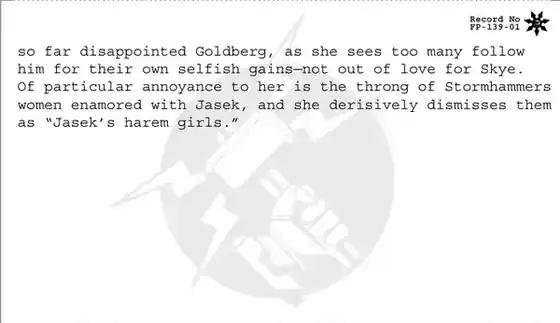 Record No
FP-139-01
so far disappointed Goldberg, as she sees too many follow
him for their own selfish gains—not out of love for Skye.
Of particular annoyance to her is the throng of Stormhammers
women enamored with Jasek, and she derisively dismisses them
as “Jasek’s harem girls.”